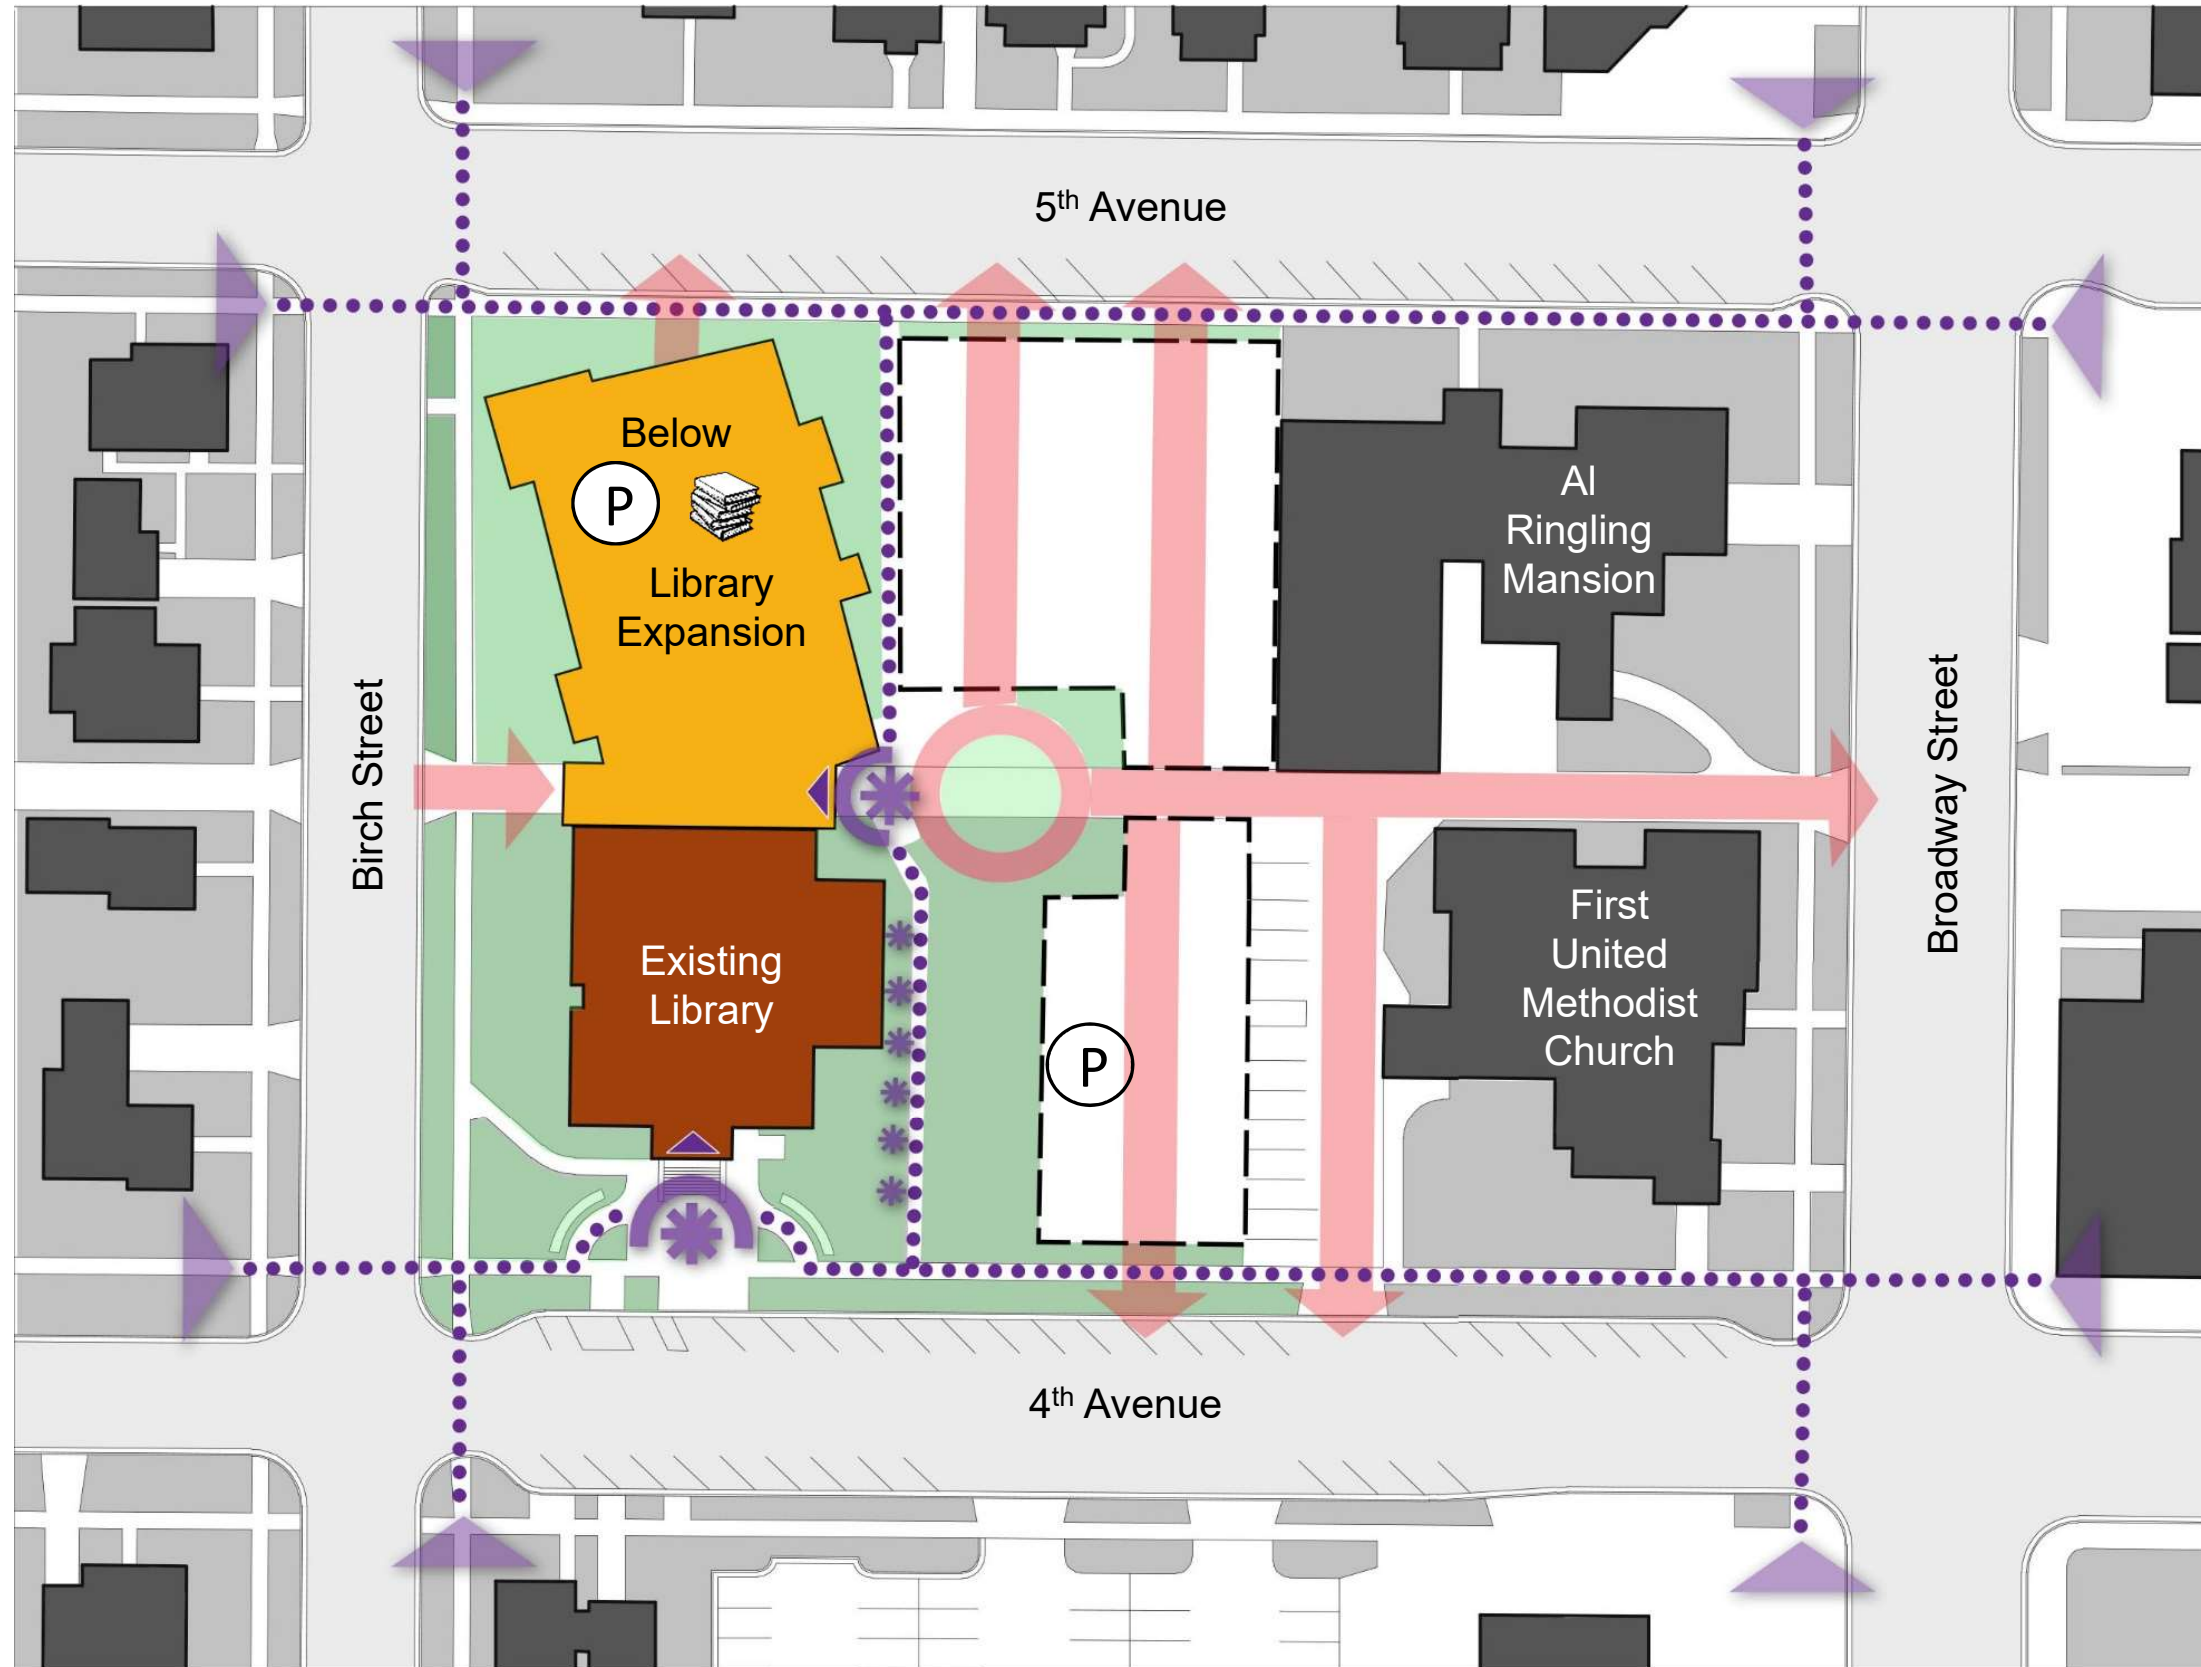 5th Avenue
Below
P
Library
Expansion
Al
Ringling
Mansion
Birch Street
Broadway Street
Existing
Library
First
United
Methodist
Church
P
4th Avenue